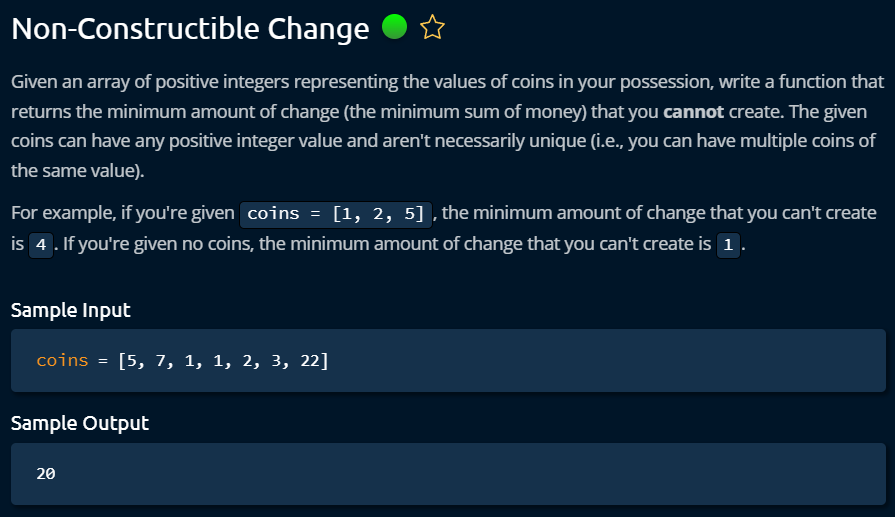 Non-Constructible Change
Given an array of positive integers representing the values of coins in your possession, write a function that
returns the minimum amount of change (the minimum sum of money) that you cannot create. The given
coins can have any positive integer value and aren't necessarily unique (i.e., you can have multiple coins of
the same value).
For example, if you're given coins = [1, 2, 5] , the minimum amount of change that you can't create
is 4 . If you're given no coins, the minimum amount of change that you can't create is 1 .
Sample Input
coins = [5, 7, 1, 1, 2, 3, 22]
Sample Output
20